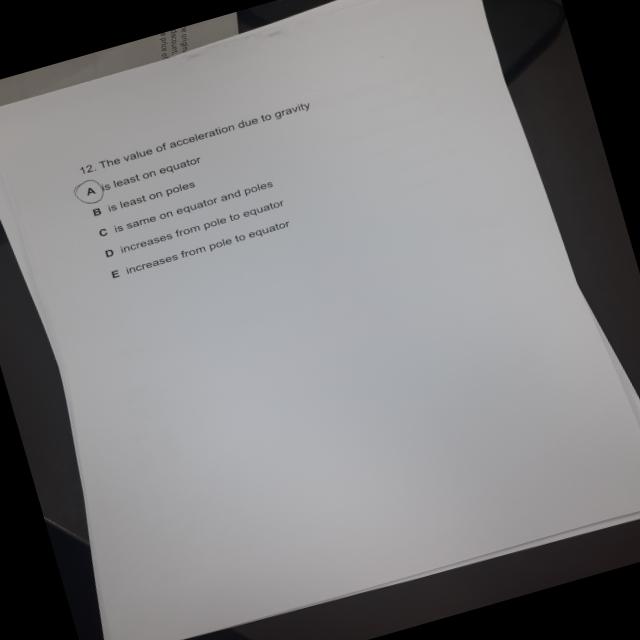 12. The value of acceleration due to gravity
A is least on equator
B is least on poles
C is same on equator and poles
D increases from pole to equator
E increases from pole to equator